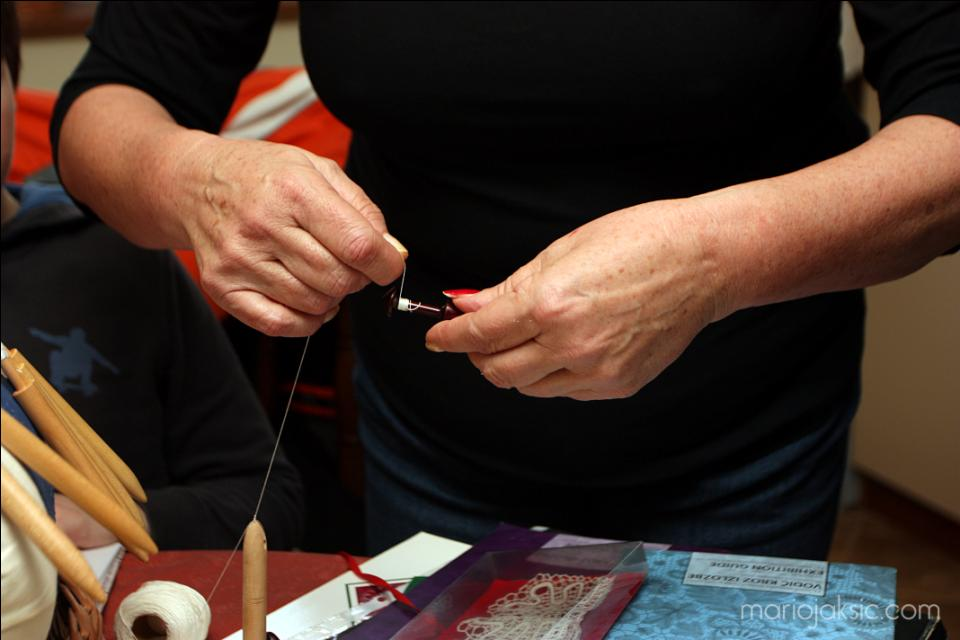 VODIČ KROZ IZLOŽBE
EXHIBITION GUIDE
mariojaksic.com